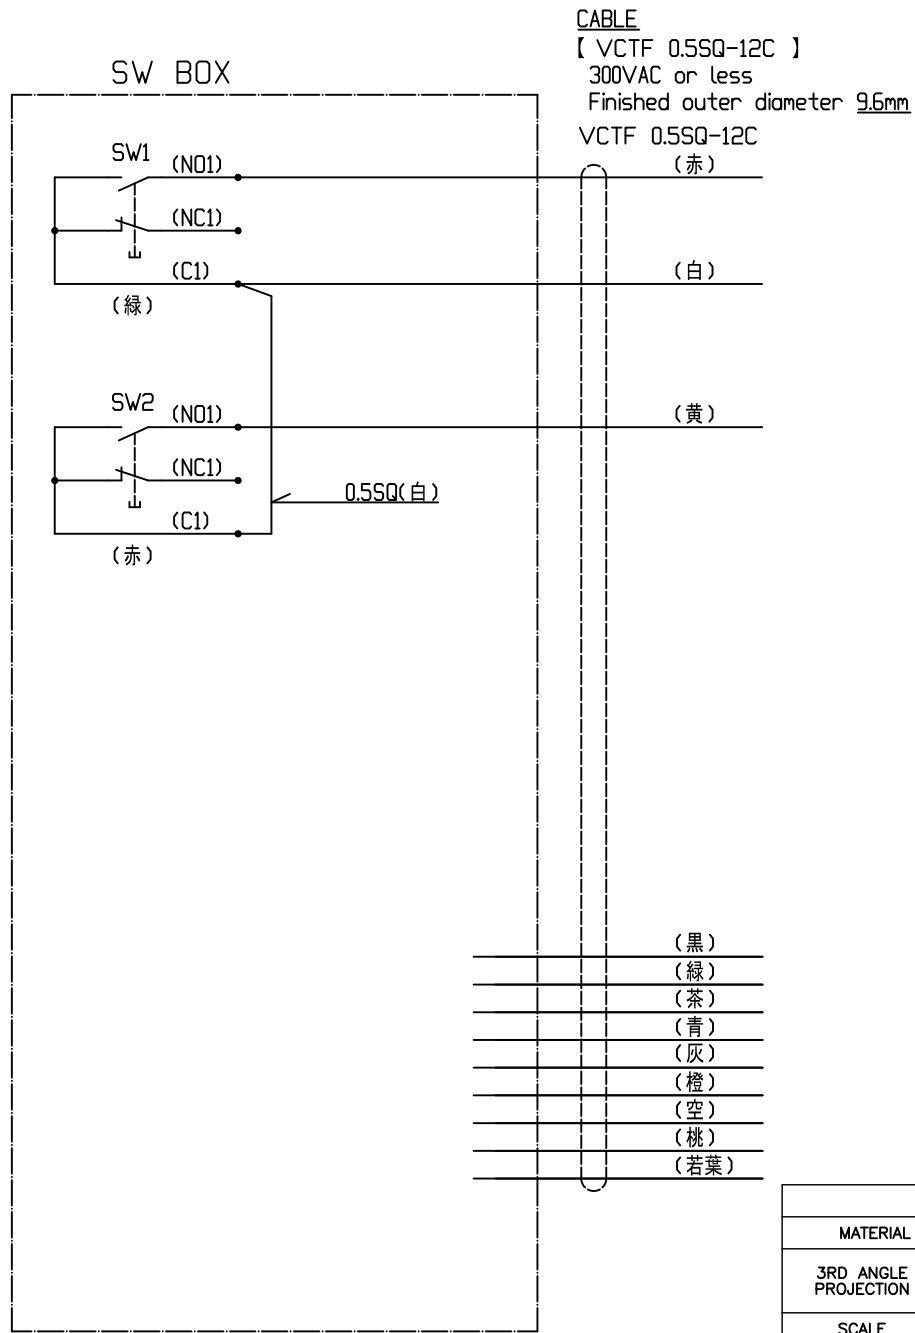 CABLE
【 VCTF 0.5SQ-12C 】
300VAC or less
Finished outer diameter 9.6mm
VCTF 0.5SQ-12C
SW BOX
SW1
(NO1)
(赤)
(NC1)
(C1)
(白)
(緑)
SW2
(NO1)
(黄)
(NC1)
0.5SQ(白)
(C1)
(赤)
(黒)
(緑)
(茶)
(青)
(灰)
(橙)
(空)
(桃)
(若葉)
MATERIAL
3RD ANGLE
PROJECTION
SCALE